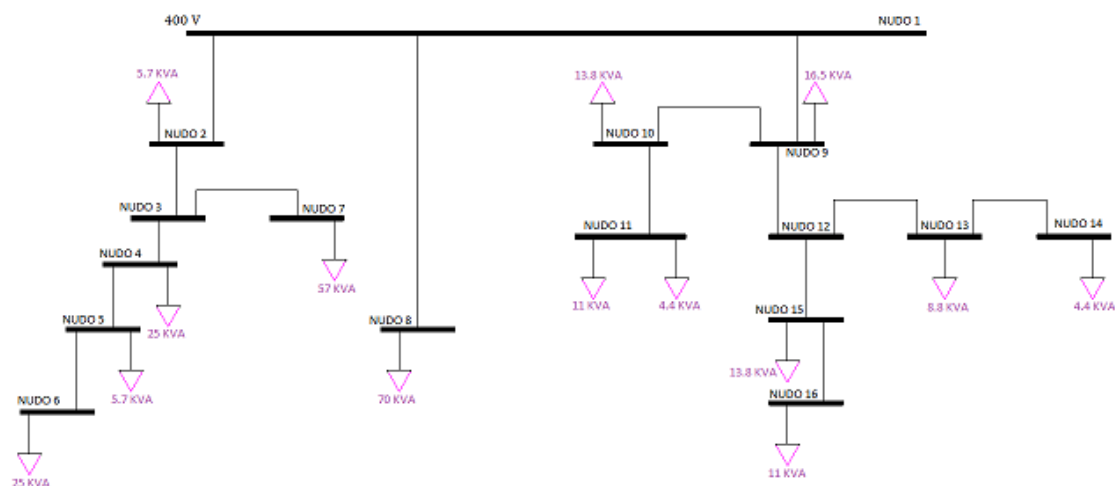 400 V
NUDO 1
5.7 KVA
13.8 KVA
16.5 KVA
NUDO 2
NUDO 10
NUDO 9
NUDO 3
NUDO 7
NUDO 11
NUDO 12
NUDO 13
NUDO 14
NUDO 4
57 KVA
11 KVA
4.4 KVA
8.8 KVA
4.4 KVA
NUDO 5
25 KVA
NUDO 8
NUDO 15
13.8 KVA
NUDO 6
5.7 KVA
70 KVA
NUDO 16
25 KVA
11 KVA